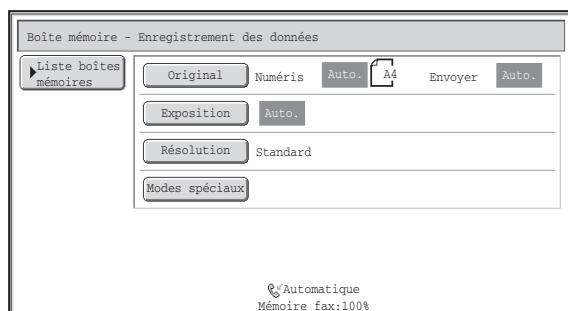 Boîte mémoire - Enregistrement des données
Liste boîtes
mémoires
Original Numéris Auto. A4 Envoyer Auto.
Exposition Auto.
Résolution Standard
Modes spéciaux
Automatique
Mémoire fax:100%